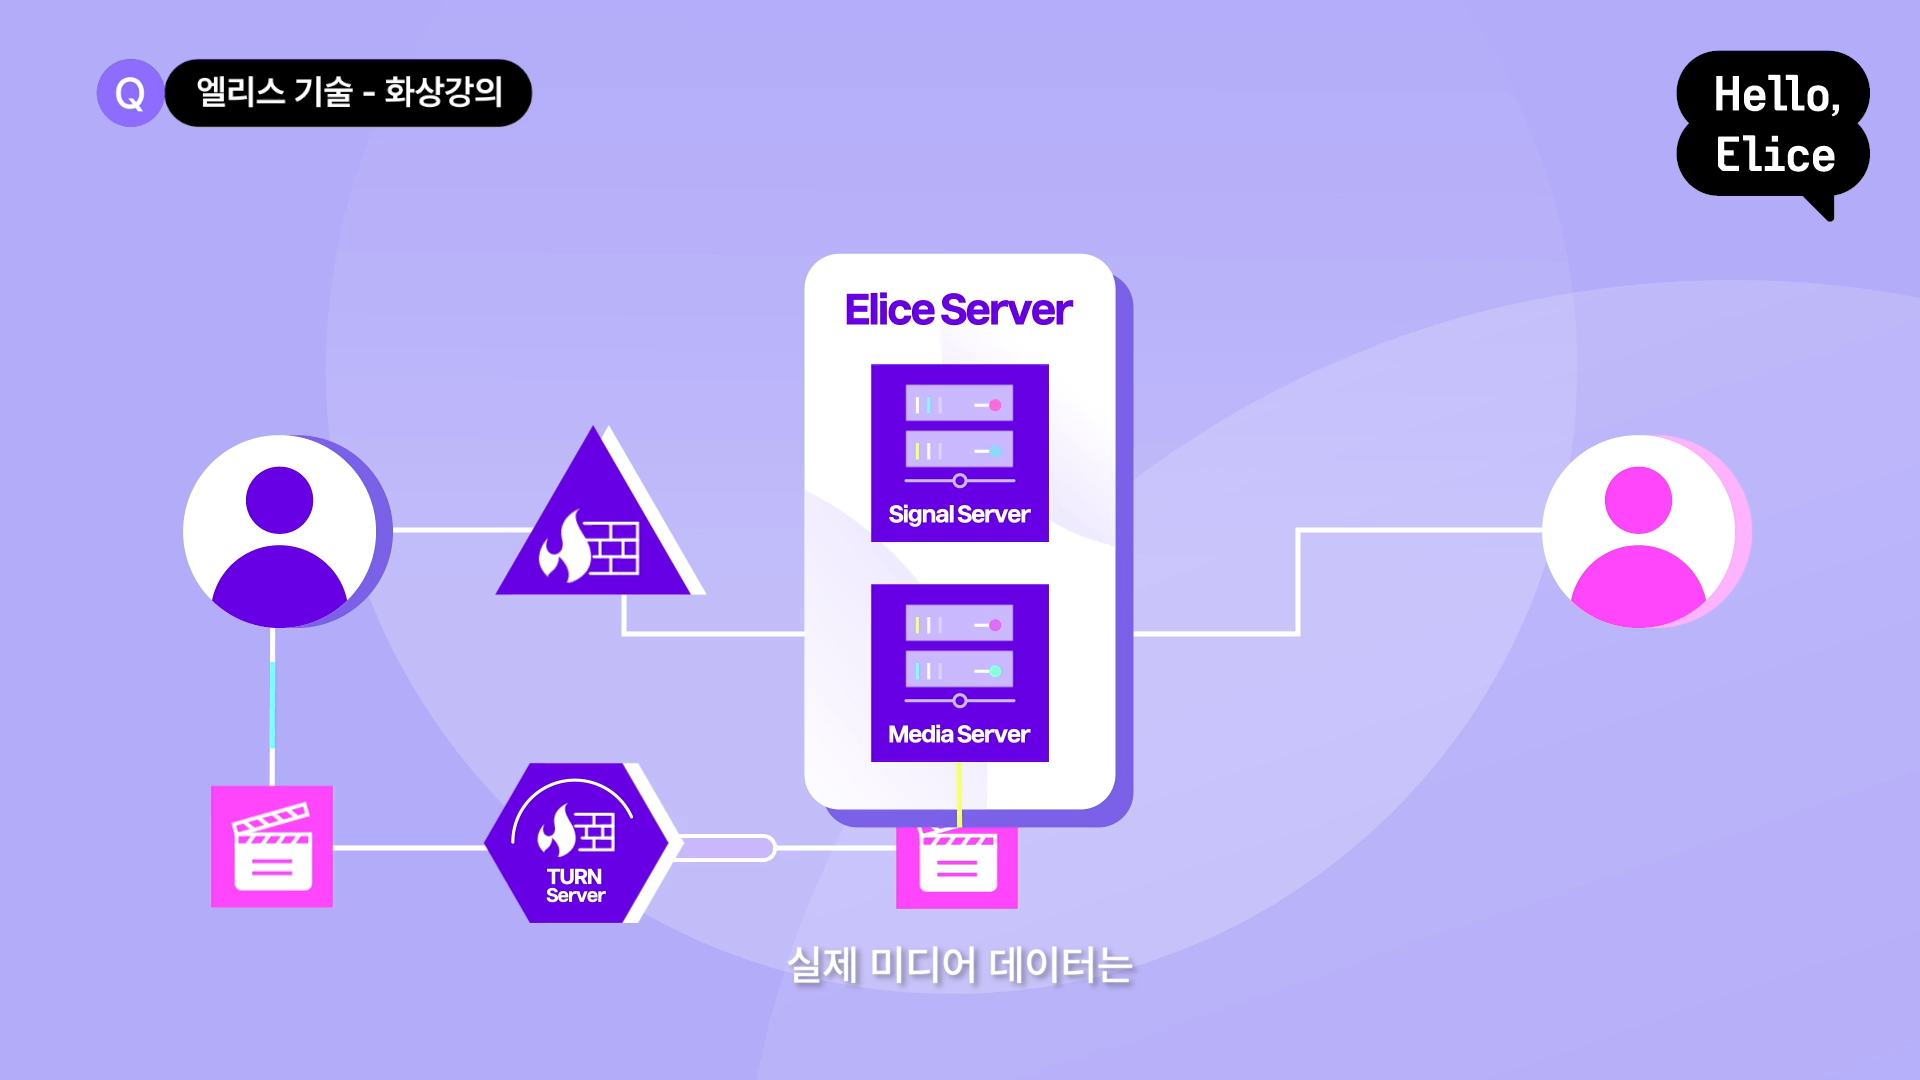 Q
엘리스 기술 - 화상강의
Hello,
Elice
Elice Server
Signal Server
Media Server
TURN
Server
실제 미디어 데이터는